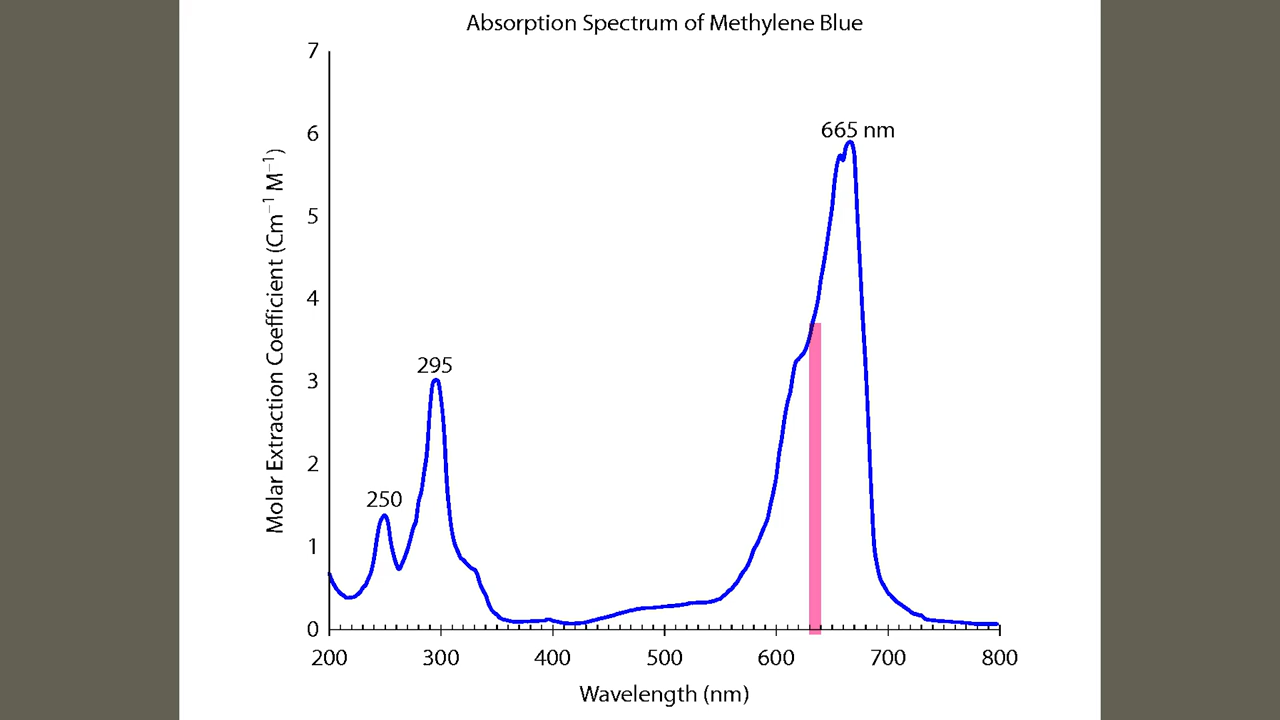 Absorption Spectrum of Methylene Blue
7
6
5
4
3
2
1
0
Molar Extraction Coefficient (Cm⁻¹ M⁻¹)
250
295
665 nm
200 300 400 500 600 700 800
Wavelength (nm)